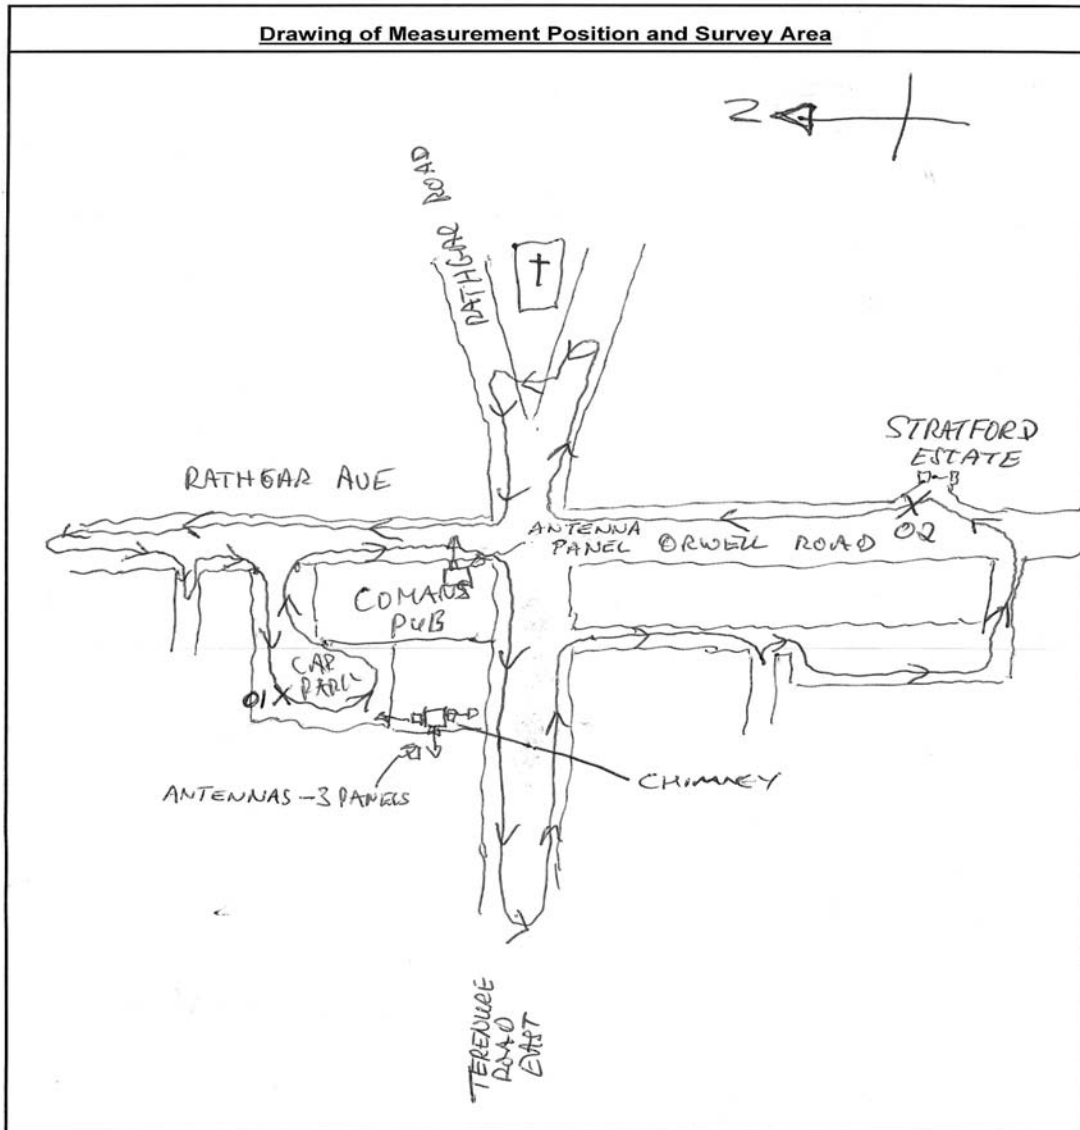 Drawing of Measurement Position and Survey Area
N
RATHGAR ROAD
STRATFORD
ESTATE
RATHGAR AVE
ANTENNA
PANEL
ORWELL ROAD
02
COMANS
PUB
CAR
PARK
01
ANTENNAS - 3 PANELS
CHIMNEY
TERENURE
ROAD
EAST